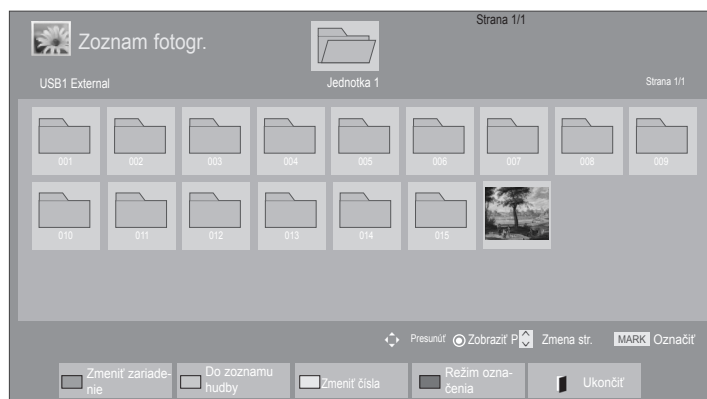 Strana 1/1
Zoznam fotogr.
USB1 External
Jednotka 1
Strana 1/1
001
002
003
004
005
006
007
008
009
010
011
012
013
014
015
Presunúť
Zobraziť P
Zmena str.
MARK Označiť
Zmeniť zariade-
nie
Do zoznamu
hudby
Zmeniť čísla
Režim ozna-
čenia
Ukončiť